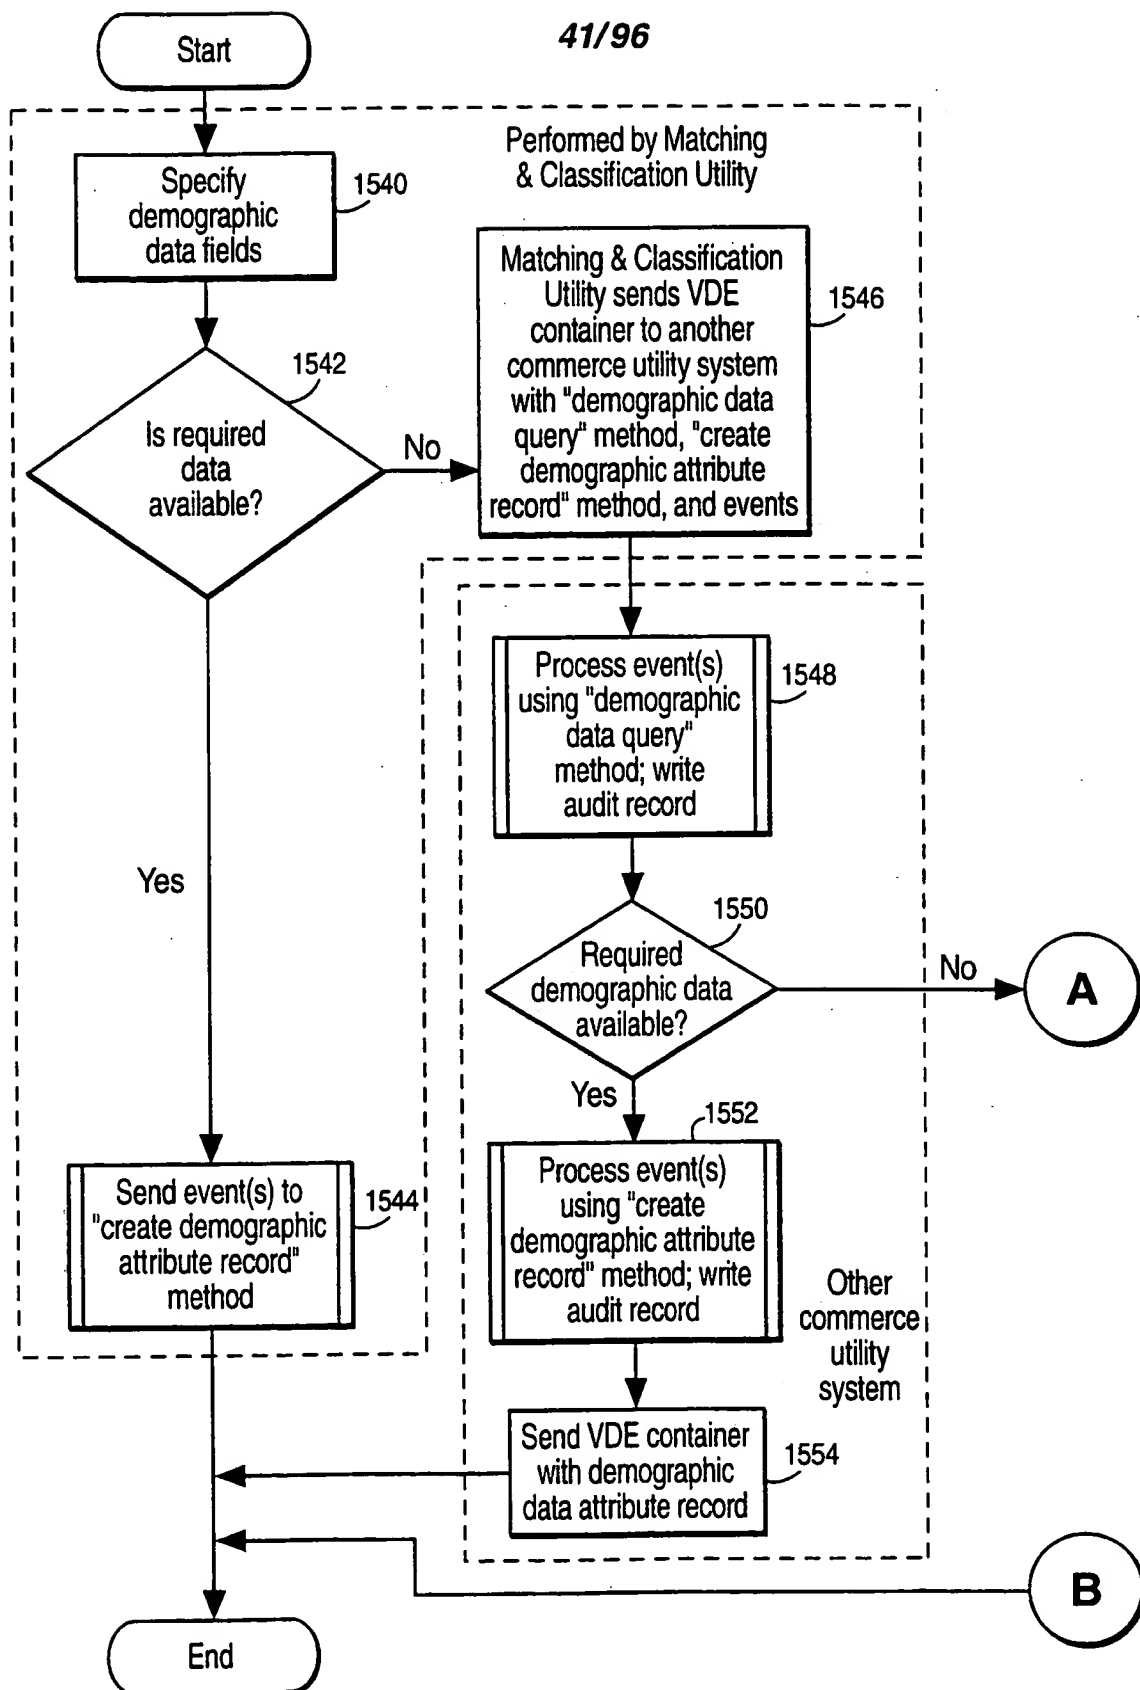 41/96
Start
Performed by Matching
& Classification Utility
Specify
demographic
data fields
1540
Matching & Classification
Utility sends VDE
container to another
commerce utility system
with "demographic data
query" method, "create
demographic attribute
record" method, and events
1546
1542
Is required
data
available?
No
Process event(s)
using "demographic
data query"
method; write
audit record
1548
Yes
1550
Required
demographic data
available?
No
A
Yes
1552
Process event(s)
using "create
demographic attribute
record" method; write
audit record
Send event(s) to
"create demographic
attribute record"
method
1544
Other
commerce
utility
system
Send VDE container
with demographic
data attribute record
1554
B
End